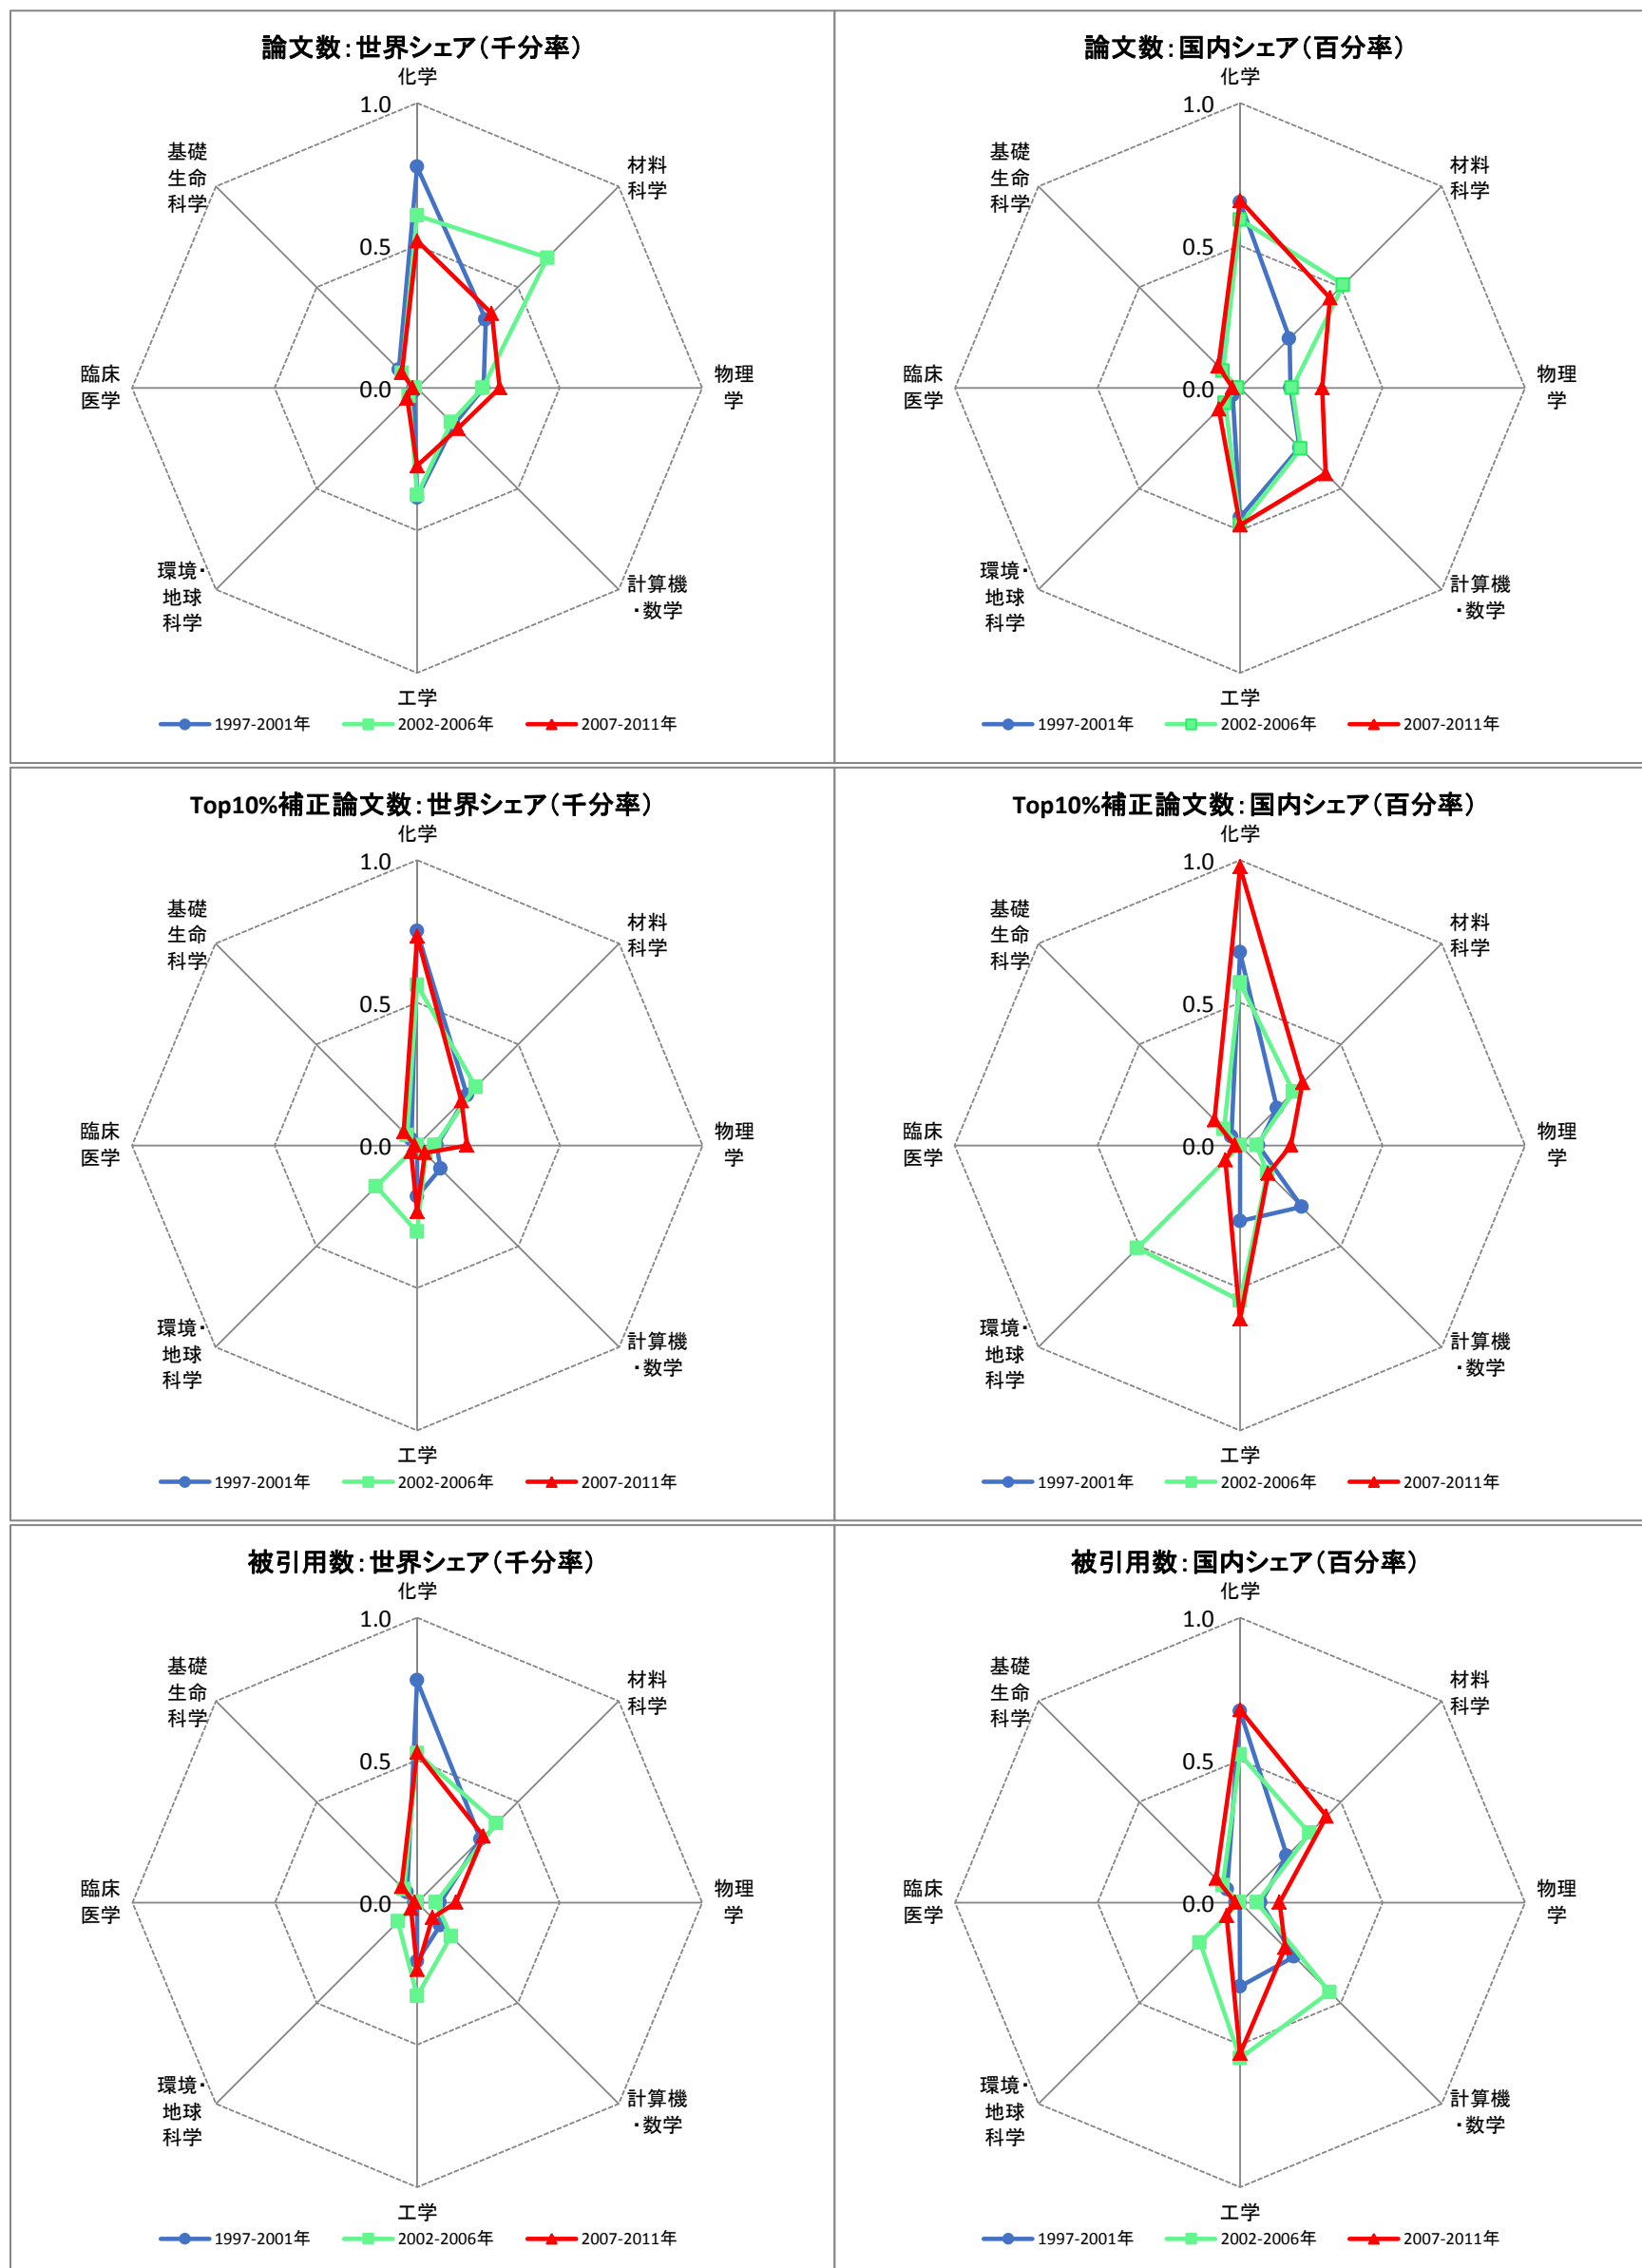 論文数：世界シェア（千分率）
化学
1.0
基礎
生命
科学
材料
科学
0.5
臨床
医学
0.0
物理
学
環境・
地球
科学
計算機
・数学
工学
1997-2001年
2002-2006年
2007-2011年
論文数：国内シェア（百分率）
化学
1.0
基礎
生命
科学
材料
科学
0.5
臨床
医学
0.0
物理
学
環境・
地球
科学
計算機
・数学
工学
1997-2001年
2002-2006年
2007-2011年
Top10%補正論文数：世界シェア（千分率）
化学
1.0
基礎
生命
科学
材料
科学
0.5
臨床
医学
0.0
物理
学
環境・
地球
科学
計算機
・数学
工学
1997-2001年
2002-2006年
2007-2011年
Top10%補正論文数：国内シェア（百分率）
化学
1.0
基礎
生命
科学
材料
科学
0.5
臨床
医学
0.0
物理
学
環境・
地球
科学
計算機
・数学
工学
1997-2001年
2002-2006年
2007-2011年
被引用数：世界シェア（千分率）
化学
1.0
基礎
生命
科学
材料
科学
0.5
臨床
医学
0.0
物理
学
環境・
地球
科学
計算機
・数学
工学
1997-2001年
2002-2006年
2007-2011年
被引用数：国内シェア（百分率）
化学
1.0
基礎
生命
科学
材料
科学
0.5
臨床
医学
0.0
物理
学
環境・
地球
科学
計算機
・数学
工学
1997-2001年
2002-2006年
2007-2011年